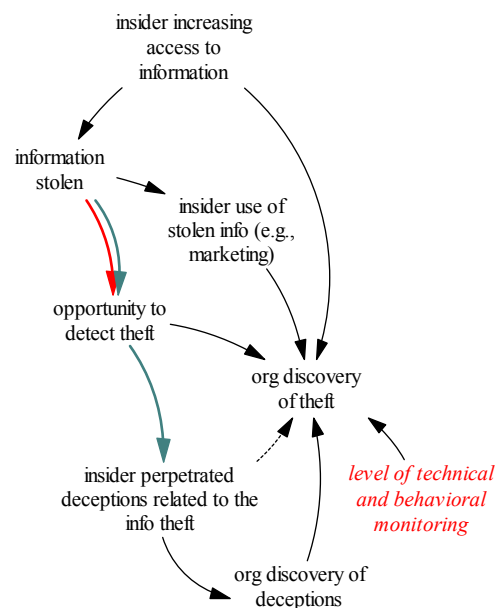 insider increasing
access to
information
information
stolen
insider use of
stolen info (e.g.,
marketing)
opportunity to
detect theft
org discovery
of theft
insider perpetrated
deceptions related to the
info theft
level of technical
and behavioral
monitoring
org discovery of
deceptions